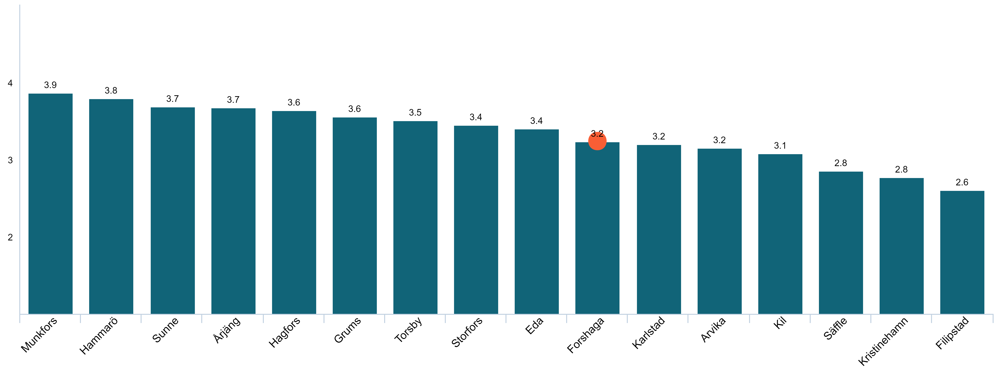 4
3
2
3.9
3.8
3.7
3.7
3.6
3.6
3.5
3.4
3.4
3.2
3.2
3.2
3.1
2.8
2.8
2.6
Munkfors
Hammarö
Sunne
Årjäng
Hagfors
Grums
Torsby
Storfors
Eda
Forshaga
Karlstad
Arvika
Kil
Säffle
Kristinehamn
Filipstad